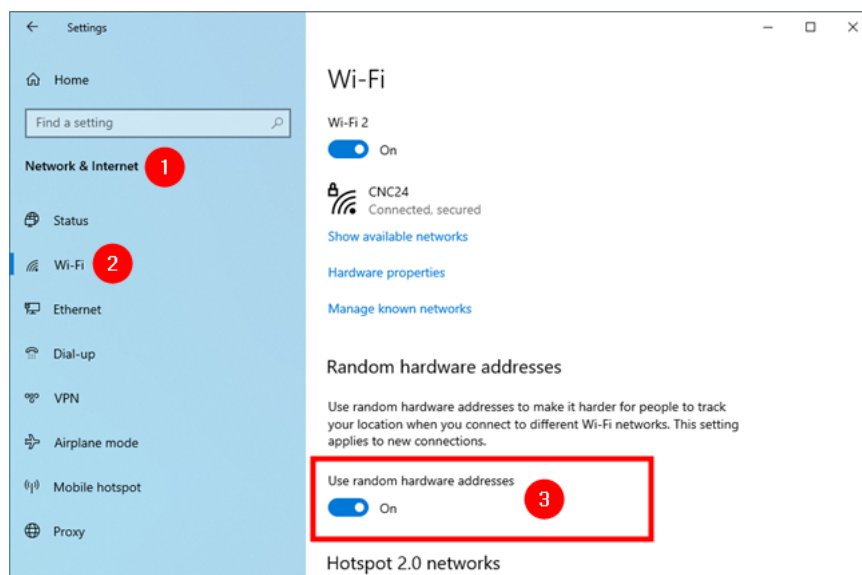 Settings
Home
Find a setting
Network & Internet
1
Status
Wi-Fi
2
Ethernet
Dial-up
VPN
Airplane mode
Mobile hotspot
Proxy
Wi-Fi
Wi-Fi 2
On
CNC24
Connected, secured
Show available networks
Hardware properties
Manage known networks
Random hardware addresses
Use random hardware addresses to make it harder for people to track
your location when you connect to different Wi-Fi networks. This setting
applies to new connections.
Use random hardware addresses
On
3
Hotspot 2.0 networks